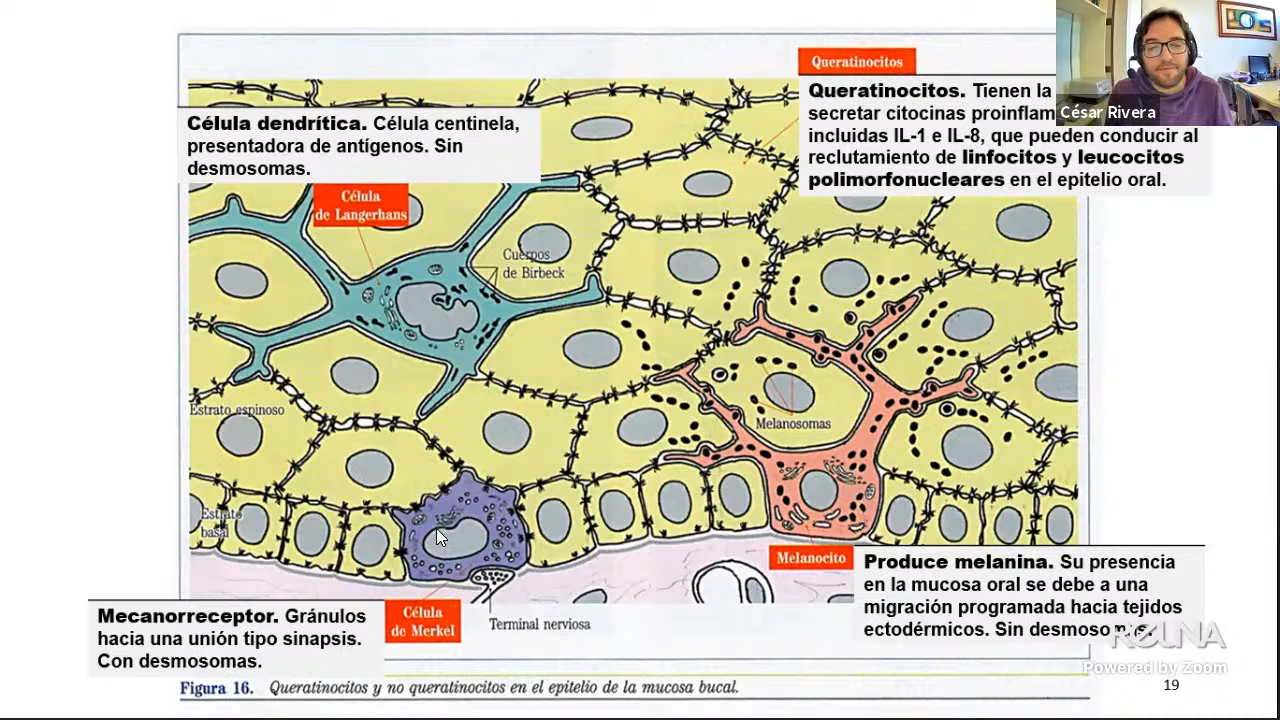 Queratinocitos
Queratinocitos. Tienen la
secretar citocinas proinflam
incluidas IL-1 e IL-8, que pueden conducir al
reclutamiento de linfocitos y leucocitos
polimorfonucleares en el epitelio oral.
César Rivera
Célula dendrítica. Célula centinela,
presentadora de antígenos. Sin
desmosomas.
Célula
de Langerhans
Cuerpos
de Birbeck
Estrato espinoso
Melanosomas
Estrato
basal
Melanocito
Produce melanina. Su presencia
en la mucosa oral se debe a una
migración programada hacia tejidos
ectodérmicos. Sin desmosomas.
Mecanorreceptor. Gránulos
hacia una unión tipo sinapsis.
Con desmosomas.
Célula
de Merkel
Terminal nerviosa
REUNA
Powered by Zoom
Figura 16. Queratinocitos y no queratinocitos en el epitelio de la mucosa bucal.
19